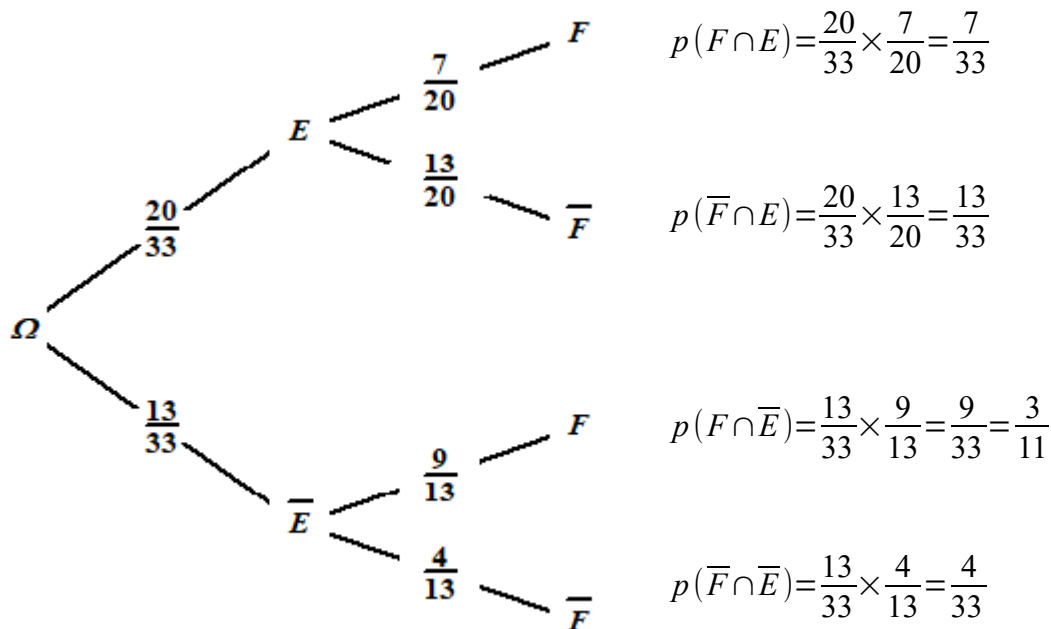 F
p(F∩E)=20/33×7/20=7/33
7/20
E
13/20
F̅
p(F̅∩E)=20/33×13/20=13/33
20/33
Ω
13/33
F
p(F∩E̅)=13/33×9/13=9/33=3/11
9/13
E̅
4/13
F̅
p(F̅∩E̅)=13/33×4/13=4/33